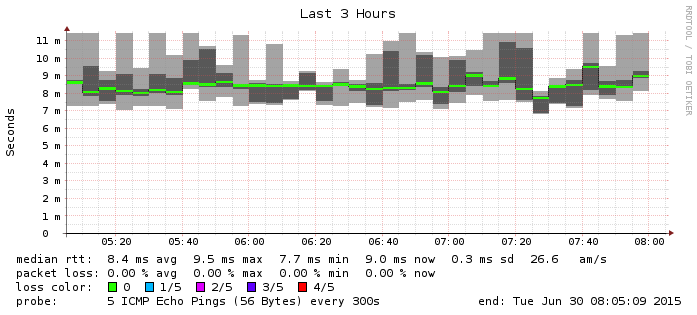 Last 3 Hours
RRDTOOL / TOBI OETIKER
Seconds
11 m
10 m
9 m
8 m
7 m
6 m
5 m
4 m
3 m
2 m
1 m
0
05:20 05:40 06:00 06:20 06:40 07:00 07:20 07:40 08:00
median rtt: 8.4 ms avg 9.5 ms max 7.7 ms min 9.0 ms now 0.3 ms sd 26.6 am/s
packet loss: 0.00 % avg 0.00 % max 0.00 % min 0.00 % now
loss color: 0 1/5 2/5 3/5 4/5
probe: 5 ICMP Echo Pings (56 Bytes) every 300s end: Tue Jun 30 08:05:09 2015